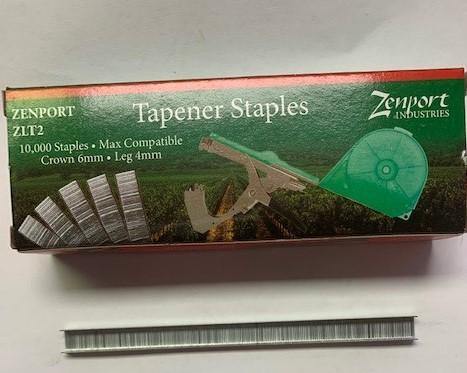 ZENPORT
ZLT2
Tapener Staples
10,000 Staples • Max Compatible
Crown 6mm • Leg 4mm
Zenport
INDUSTRIES